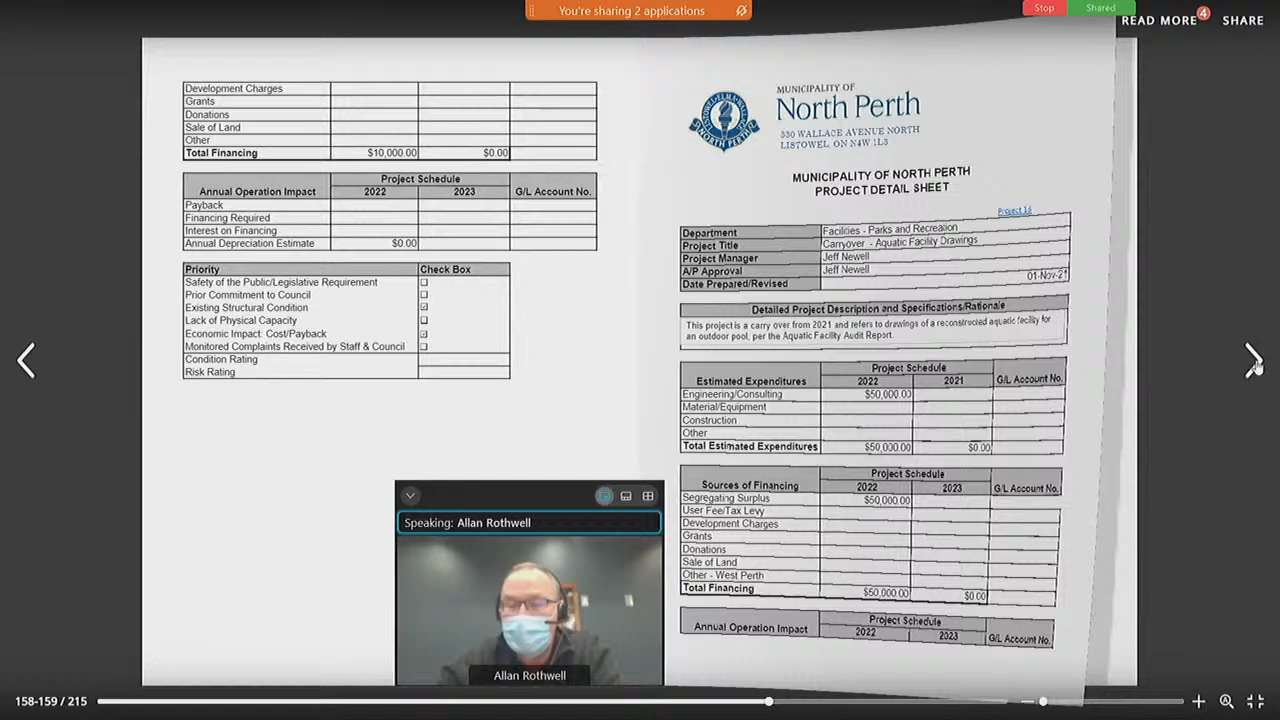 You're sharing 2 applications
Stop Shared
READ MORE 4 SHARE
Development Charges
Grants
Donations
Sale of Land
Other
Total Financing $10,000.00 $0.00
Annual Operation Impact Project Schedule G/L Account No.
2022 2023
Payback
Financing Required
Interest on Financing
Annual Depreciation Estimate $0.00
Priority Check Box
Safety of the Public/Legislative Requirement
Prior Commitment to Council
Existing Structural Condition
Lack of Physical Capacity
Economic Impact: Cost/Payback
Monitored Complaints Received by Staff & Council
Condition Rating
Risk Rating
MUNICIPALITY OF
North Perth
330 WALLACE AVENUE NORTH
LISTOWEL ON N4W 1L3
MUNICIPALITY OF NORTH PERTH
PROJECT DETAIL SHEET
Project 16
Department Facilities - Parks and Recreation
Project Title Carryover - Aquatic Facility Drawings
Project Manager Jeff Newell
A/P Approval Jeff Newell
Date Prepared/Revised 01-Nov-21
Detailed Project Description and Specifications/Rationale
This project is a carry over from 2021 and refers to drawings of a reconstructed aquatic facility for
an outdoor pool, per the Aquatic Facility Audit Report.
Estimated Expenditures Project Schedule G/L Account No.
2022 2021
Engineering/Consulting $50,000.00
Material/Equipment
Construction
Other
Total Estimated Expenditures $50,000.00 $0.00
Sources of Financing Project Schedule G/L Account No.
2022 2023
Segregating Surplus $50,000.00
User Fee/Tax Levy
Development Charges
Grants
Donations
Sale of Land
Other - West Perth
Total Financing $50,000.00 $0.00
Annual Operation Impact Project Schedule G/L Account No.
2022 2023
Speaking: Allan Rothwell
Allan Rothwell
158-159 / 215